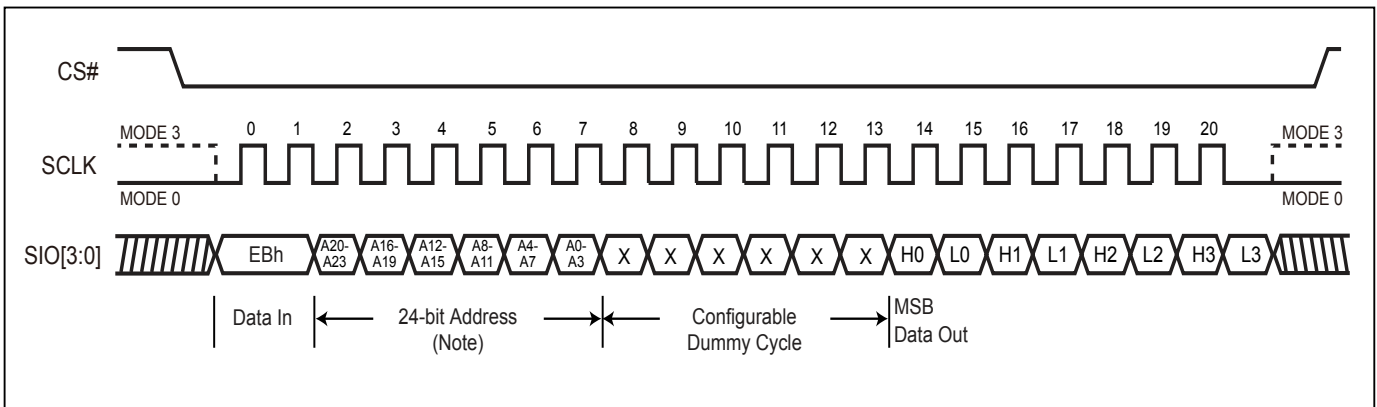 CS#
MODE 3 0 1 2 3 4 5 6 7 8 9 10 11 12 13 14 15 16 17 18 19 20 MODE 3
SCLK
MODE 0 MODE 0
SIO[3:0] EBh A20-A23 A16-A19 A12-A15 A8-A11 A4-A7 A0-A3 X X X X X X H0 L0 H1 L1 H2 L2 H3 L3
Data In 24-bit Address Configurable MSB
(Note) Dummy Cycle Data Out